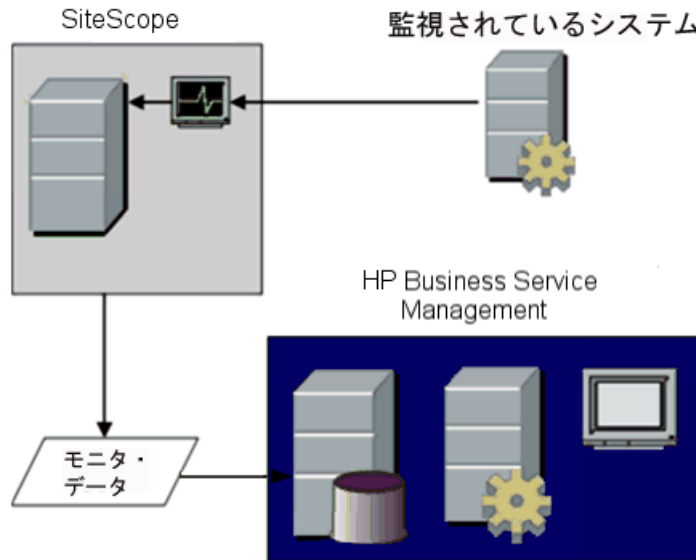 SiteScope
監視されているシステム
HP Business Service
Management
モニタ・
データ